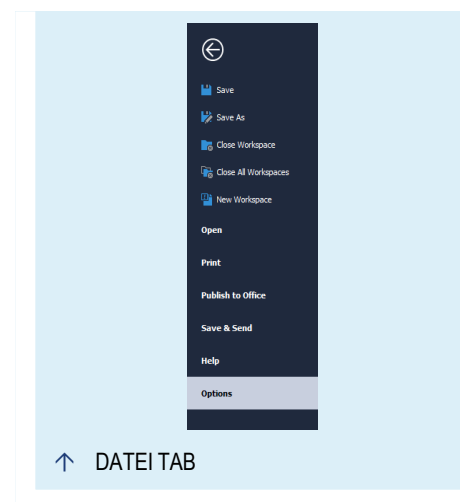 Save
Save As
Close Workspace
Close All Workspaces
New Workspace
Open
Print
Publish to Office
Save & Send
Help
Options
↑ DATEI TAB